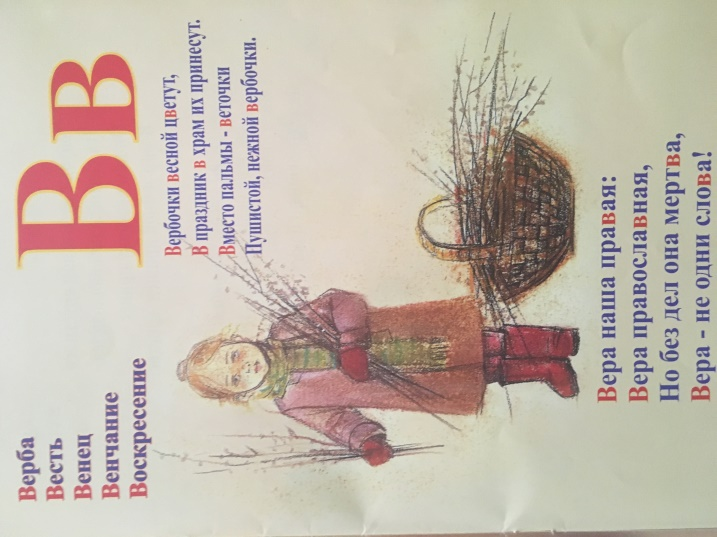 Верба
Весть
Венец
Венчание
Воскресение
Вв
Вербочки весной цветут,
В праздник в храм их принесут.
Вместо пальмы - веточки
Пушистой, нежной вербочки.
Вера наша правая:
Вера православная,
Но без дел она мертва,
Вера - не одни слова!